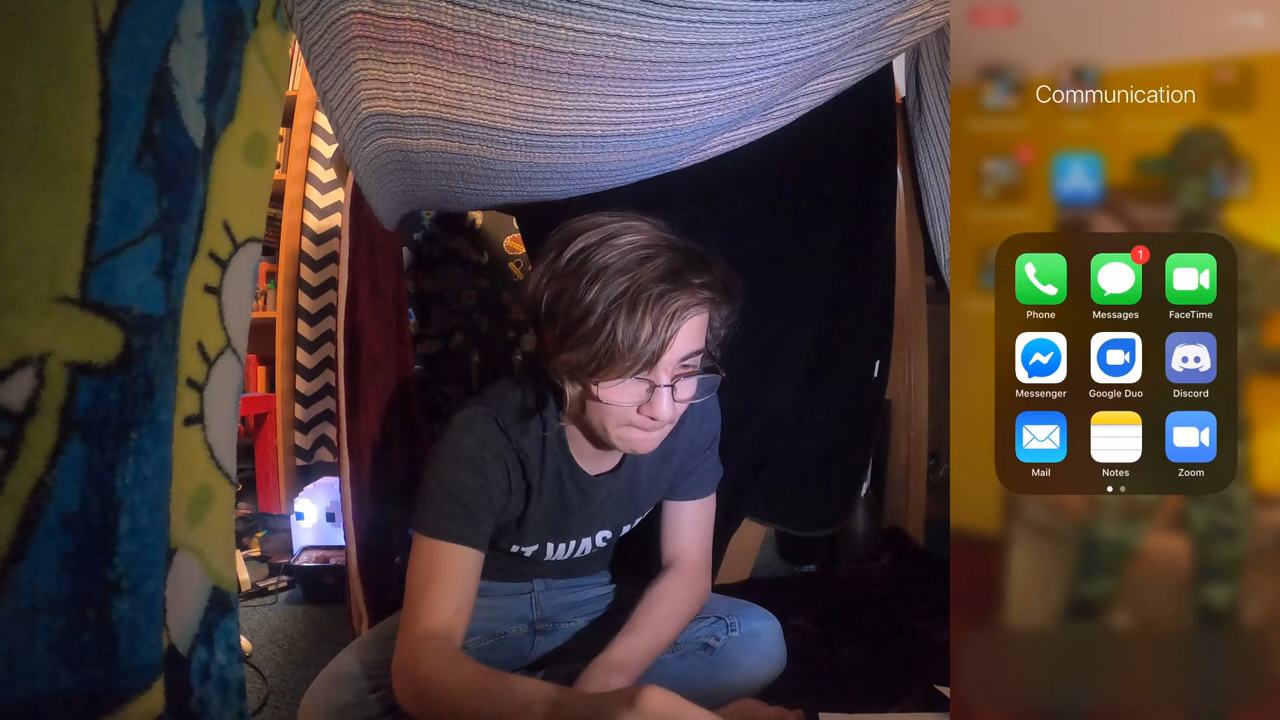 IT WAS
Communication
1
Phone
Messages
FaceTime
Messenger
Google Duo
Discord
Mail
Notes
Zoom